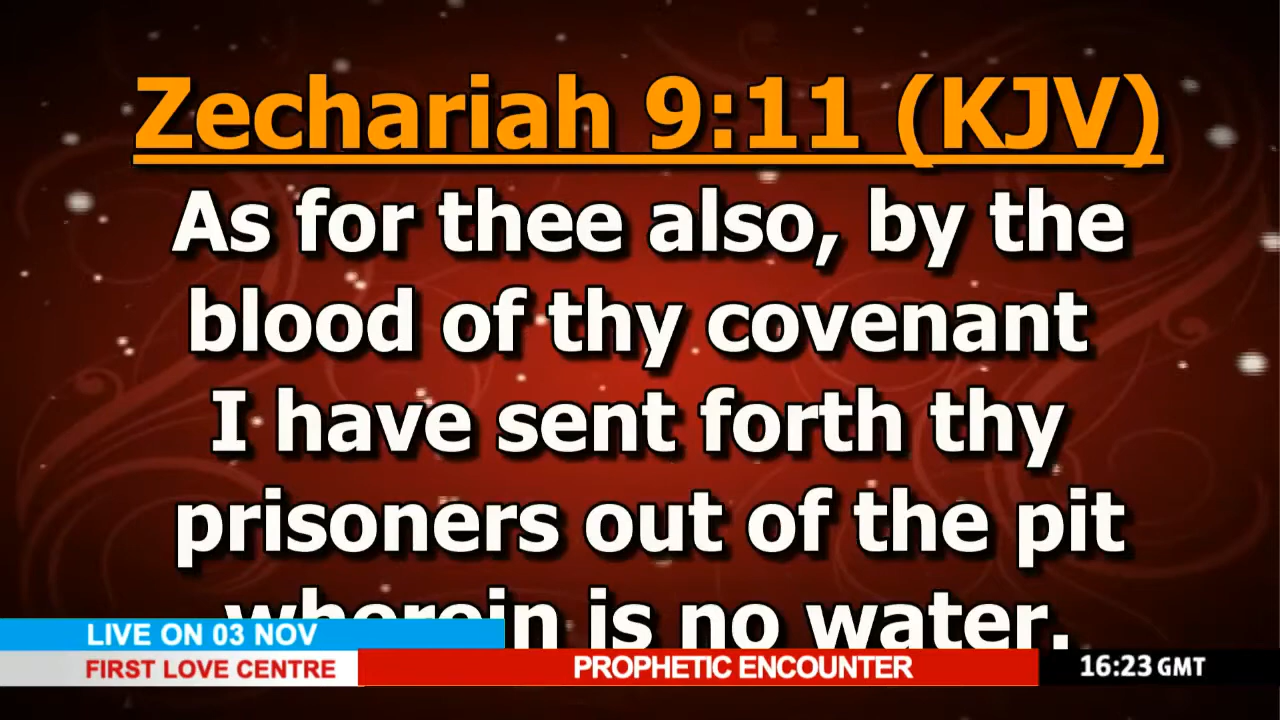 Zechariah 9:11 (KJV)
As for thee also, by the
blood of thy covenant
I have sent forth thy
prisoners out of the pit
wherein is no water.
LIVE ON 03 NOV
FIRST LOVE CENTRE
PROPHETIC ENCOUNTER
16:23 GMT